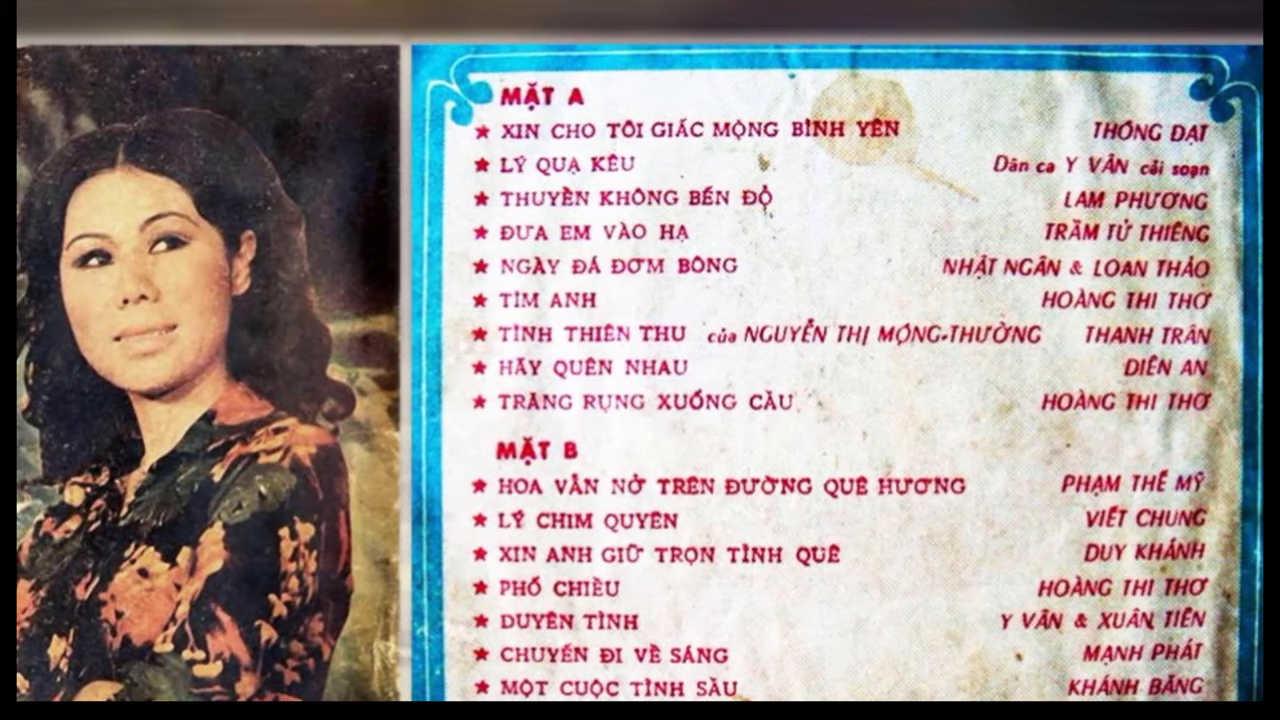 MẶT A
★ XIN CHO TÔI GIẤC MỘNG BÌNH YÊN THÔNG ĐẠT
★ LÝ QUẠ KÊU Dân ca Y VÂN cải soạn
★ THUYỀN KHÔNG BẾN ĐỖ LAM PHƯƠNG
★ ĐƯA EM VÀO HẠ TRẦM TỬ THIÊNG
★ NGÀY ĐÁ ĐƠM BÔNG NHẬT NGÂN & LOAN THẢO
★ TÌM ANH HOÀNG THI THƠ
★ TÌNH THIÊN THU của NGUYỄN THỊ MỘNG-THƯỜNG THANH TRÂN
★ HÃY QUÊN NHAU DIÊN AN
★ TRĂNG RỤNG XUỐNG CẦU HOÀNG THI THƠ
MẶT B
★ HOA VẪN NỞ TRÊN ĐƯỜNG QUÊ HƯƠNG PHẠM THẾ MỸ
★ LÝ CHIM QUYÊN VIẾT CHUNG
★ XIN ANH GIỮ TRỌN TÌNH QUÊ DUY KHÁNH
★ PHỐ CHIỀU HOÀNG THI THƠ
★ DUYÊN TÌNH Y VÂN & XUÂN TIÊN
★ CHUYẾN ĐI VỀ SÁNG MẠNH PHÁT
★ MỘT CUỘC TÌNH SẦU KHÁNH BĂNG